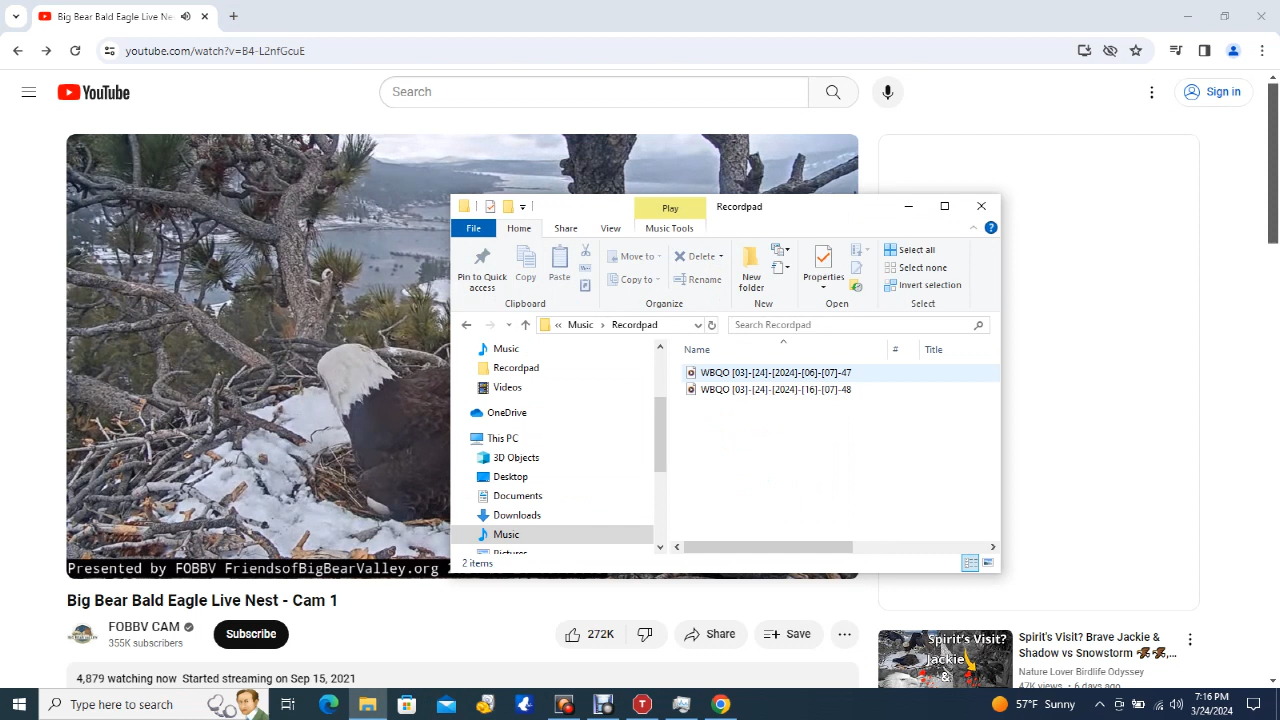 Big Bear Bald Eagle Live Ne
youtube.com/watch?v=B4-L2nfGcuE
YouTube
Search
Sign in
Play
Recordpad
File
Home
Share
View
Music Tools
Pin to Quick access
Copy
Paste
Clipboard
Move to
Copy to
Delete
Rename
Organize
New folder
New
Properties
Open
Select all
Select none
Invert selection
Select
« Music > Recordpad
Search Recordpad
Music
Recordpad
Videos
OneDrive
This PC
3D Objects
Desktop
Documents
Downloads
Music
Pictures
Name
#
Title
WBQO [03]-[24]-[2024]-[06]-[07]-47
WBQO [03]-[24]-[2024]-[16]-[07]-48
2 items
Presented by FOBBV FriendsofBigBearValley.org 2
Big Bear Bald Eagle Live Nest - Cam 1
FOBBV CAM
355K subscribers
Subscribe
272K
Share
Save
4,879 watching now Started streaming on Sep 15, 2021
Spirit's Visit?
Jackie
&
Spirit's Visit? Brave Jackie &
Shadow vs Snowstorm
Nature Lover Birdlife Odyssey
47K views • 6 days ago
Type here to search
57°F Sunny
7:16 PM
3/24/2024